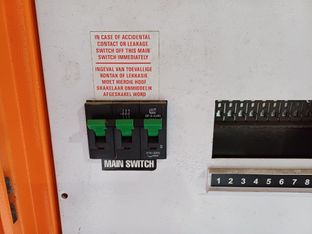 IN CASE OF ACCIDENTAL
CONTACT OR LEAKAGE
SWITCH OFF THIS MAIN
SWITCH IMMEDIATELY
INGEVAL VAN TOEVALLIGE
KONTAK OF LEKKASIE
MOET HIERDIE HOOF
SKAKELAAR ONMIDDELIK
AFGESKAKEL WORD
MAIN SWITCH
1 2 3 4 5 6 7 8